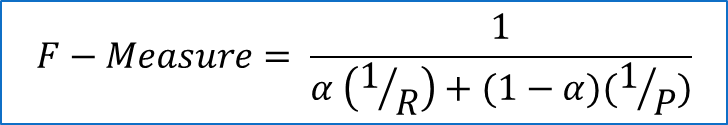 F − Measure = 1 / (α (1/R) + (1 − α)(1/P))